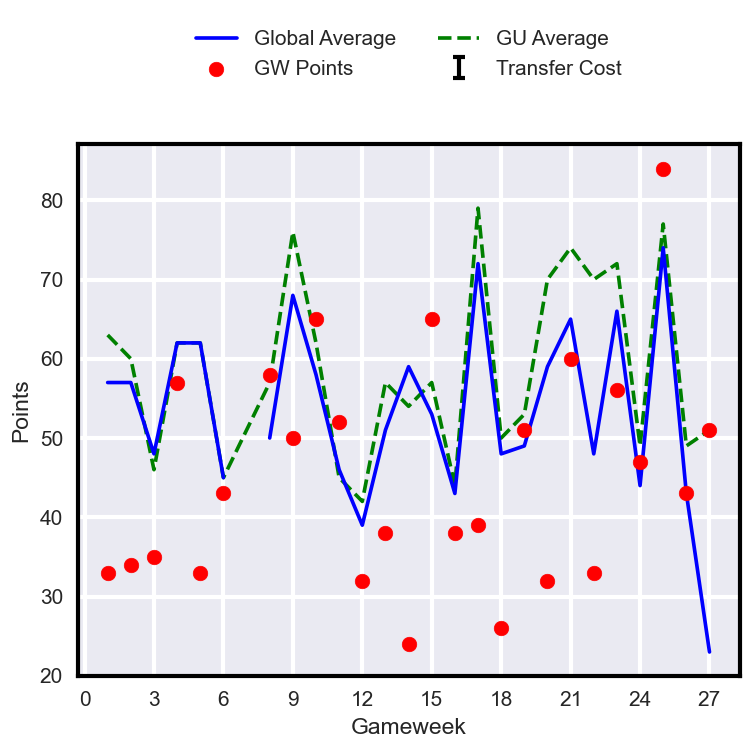 Global Average
GU Average
GW Points
Transfer Cost
80
70
60
50
40
30
20
Points
0 3 6 9 12 15 18 21 24 27
Gameweek